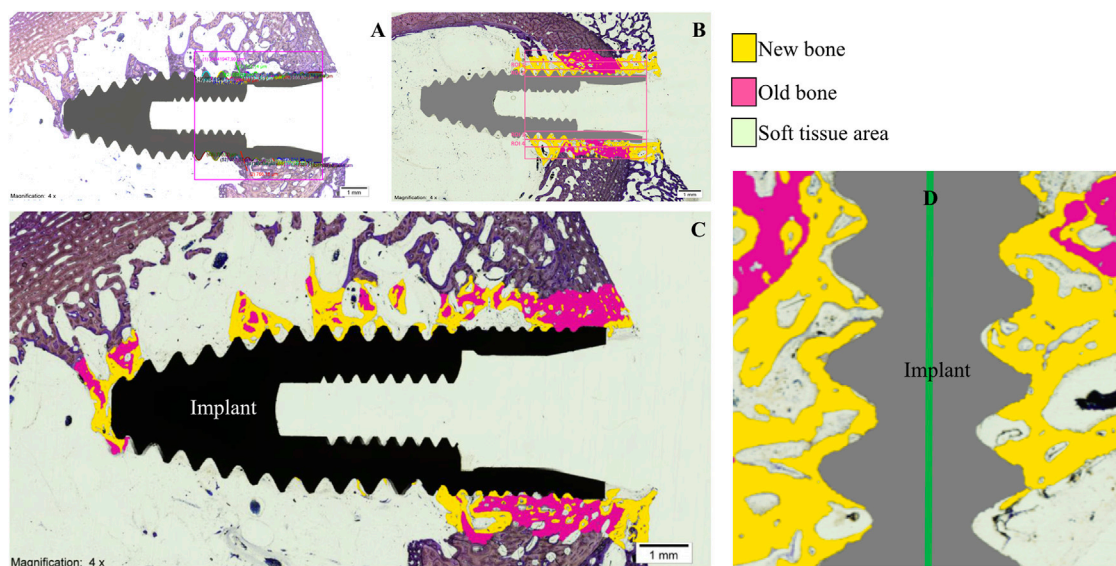 A
Magnification: 4 x
1 mm
B
Magnification: 4 x
1 mm
New bone
Old bone
Soft tissue area
C
Implant
Magnification: 4 x
1 mm
D
Implant